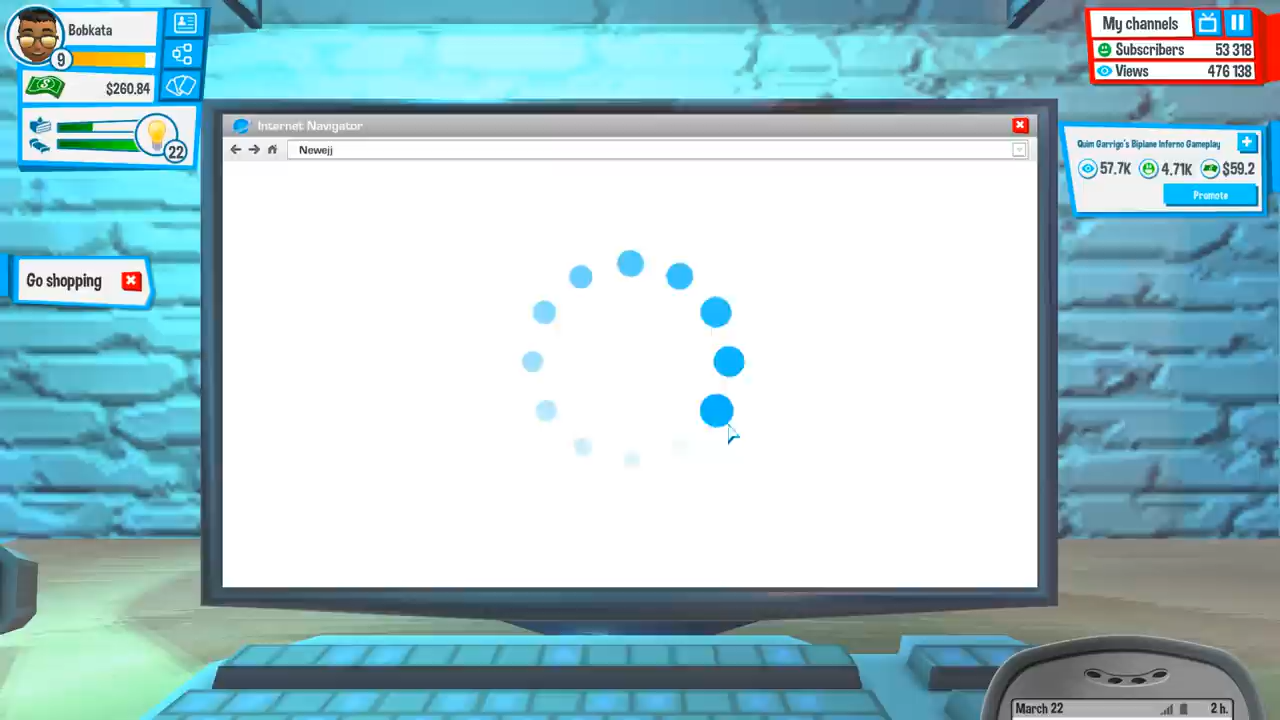 Bobkata
9
$260.84
22
Go shopping
Internet Navigator
Newejj
My channels
Subscribers 53 318
Views 476 138
Quim Garrigo's Biplane Inferno Gameplay
57.7K 4.71K $59.2
Promote
March 22 2 h.